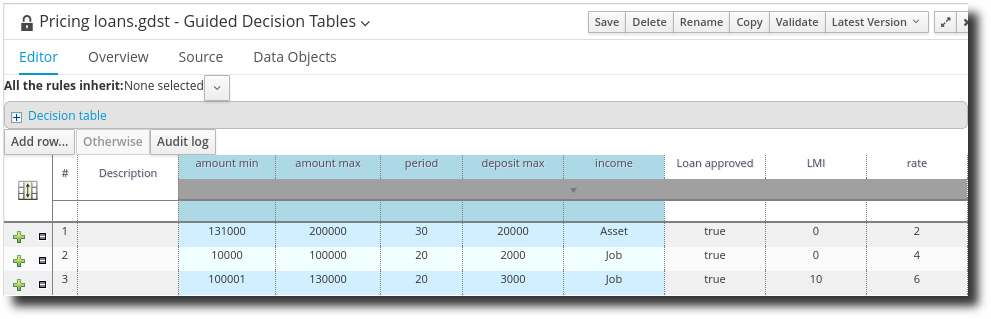 Pricing loans.gdst - Guided Decision Tables
Save Delete Rename Copy Validate Latest Version
Editor Overview Source Data Objects
All the rules inherit:None selected
Decision table
Add row... Otherwise Audit log
# Description amount min amount max period deposit max income Loan approved LMI rate
1 131000 200000 30 20000 Asset true 0 2
2 10000 100000 20 2000 Job true 0 4
3 100001 130000 20 3000 Job true 10 6